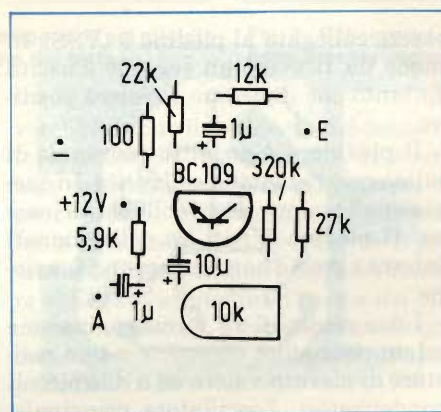 22k
12k
100
1µ
+
E
–
BC 109
320k
+12V
5,9k
27k
10µ
+
+
1µ
A
10k